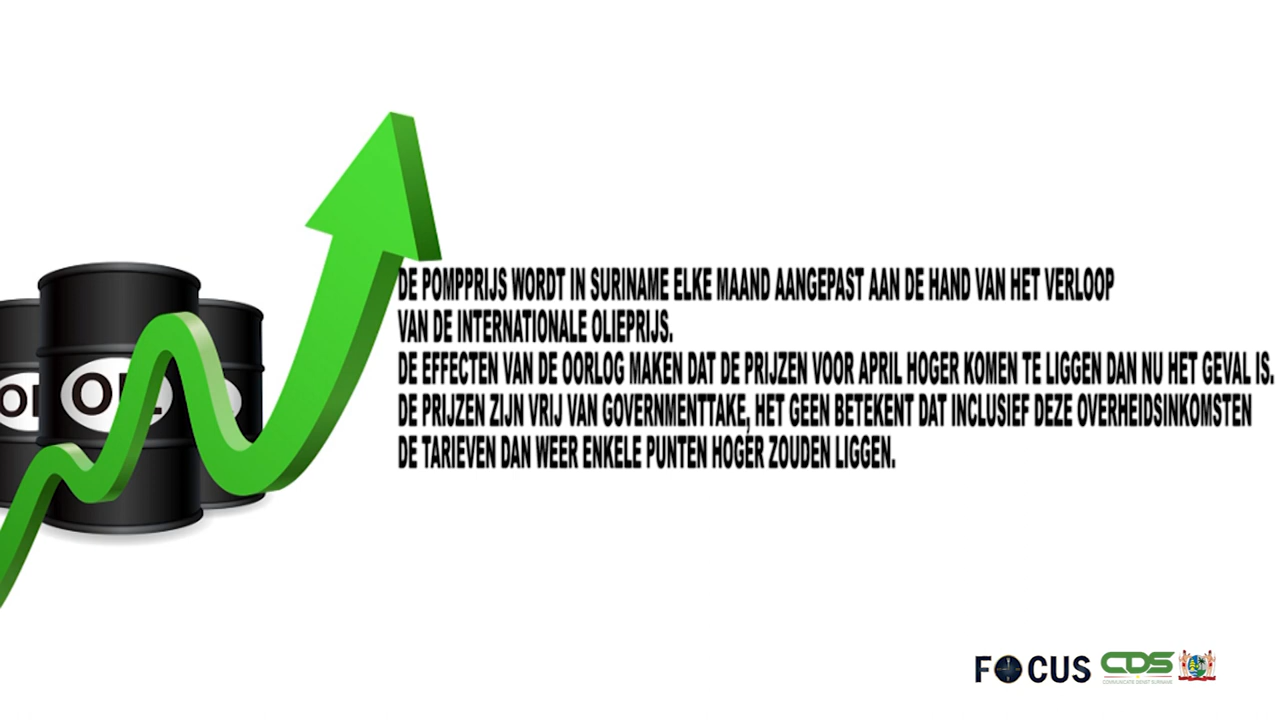 DE POMPPRIJS WORDT IN SURINAME ELKE MAAND AANGEPAST AAN DE HAND VAN HET VERLOOP
VAN DE INTERNATIONALE OLIEPRIJS.
DE EFFECTEN VAN DE OORLOG MAKEN DAT DE PRIJZEN VOOR APRIL HOGER KOMEN TE LIGGEN DAN NU HET GEVAL IS.
DE PRIJZEN ZIJN VRIJ VAN GOVERNMENTTAKE, HET GEEN BETEKENT DAT INCLUSIEF DEZE OVERHEIDSINKOMSTEN
DE TARIEVEN DAN WEER ENKELE PUNTEN HOGER ZOUDEN LIGGEN.
OIL
FOCUS
CDS
COMMUNICATIE DIENST SURINAME